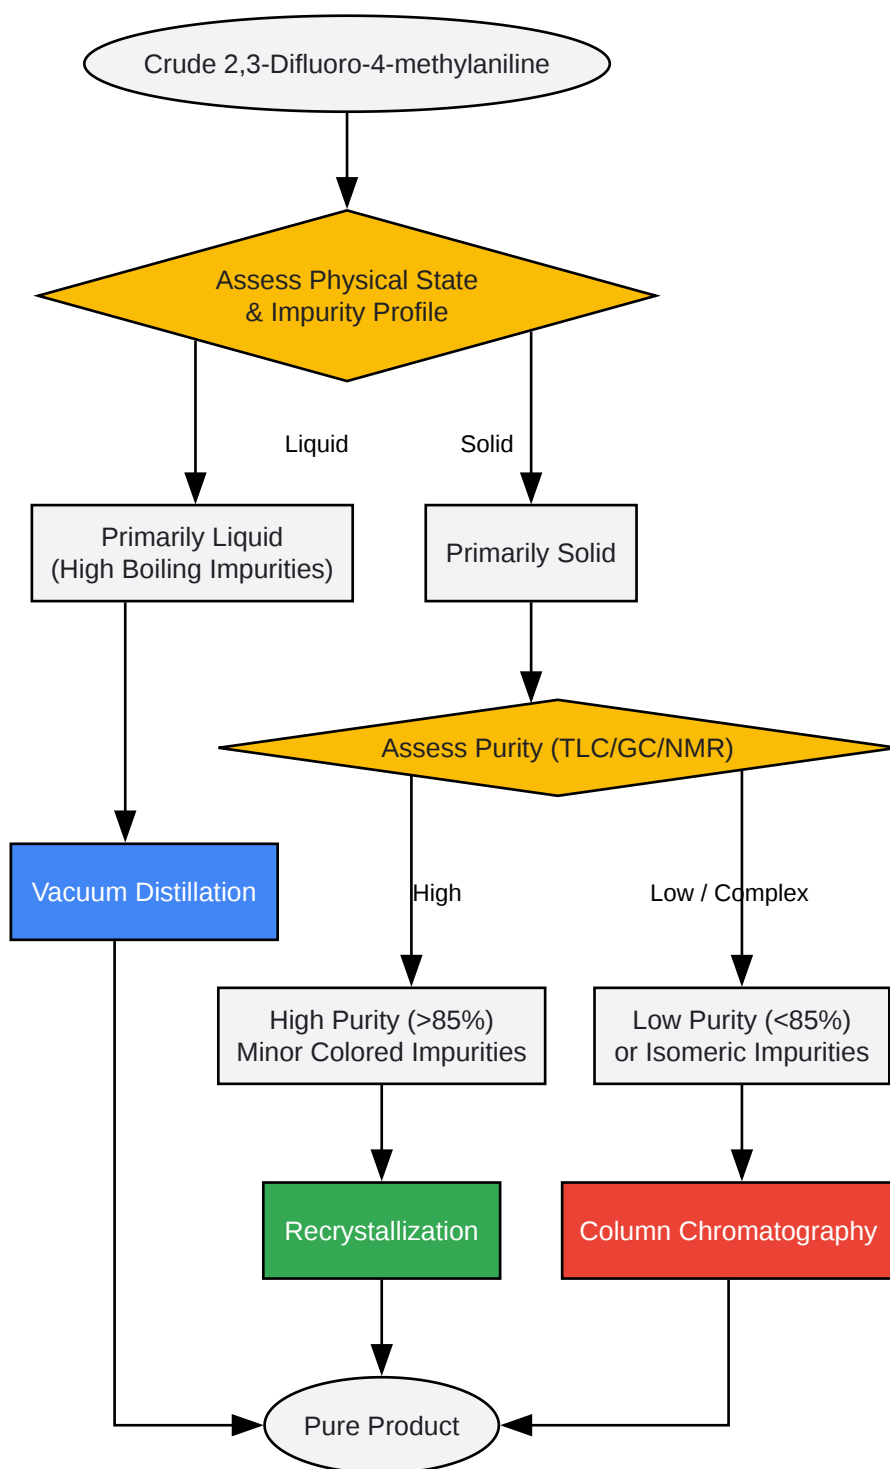 Crude 2,3-Difluoro-4-methylaniline
Assess Physical State
& Impurity Profile
Liquid
Solid
Primarily Liquid
(High Boiling Impurities)
Primarily Solid
Assess Purity (TLC/GC/NMR)
Vacuum Distillation
High
Low / Complex
High Purity (>85%)
Minor Colored Impurities
Low Purity (<85%)
or Isomeric Impurities
Recrystallization
Column Chromatography
Pure Product